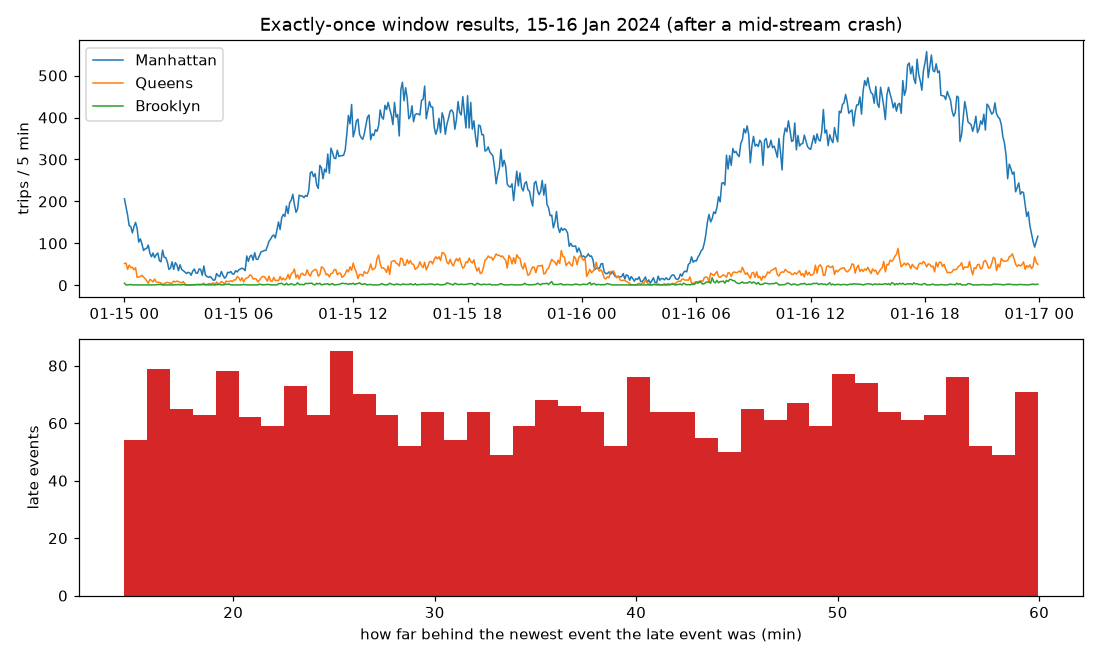 Exactly-once window results, 15-16 Jan 2024 (after a mid-stream crash)
trips / 5 min
500
400
300
200
100
0
Manhattan
Queens
Brooklyn
01-15 00 01-15 06 01-15 12 01-15 18 01-16 00 01-16 06 01-16 12 01-16 18 01-17 00
late events
80
60
40
20
0
20 30 40 50 60
how far behind the newest event the late event was (min)